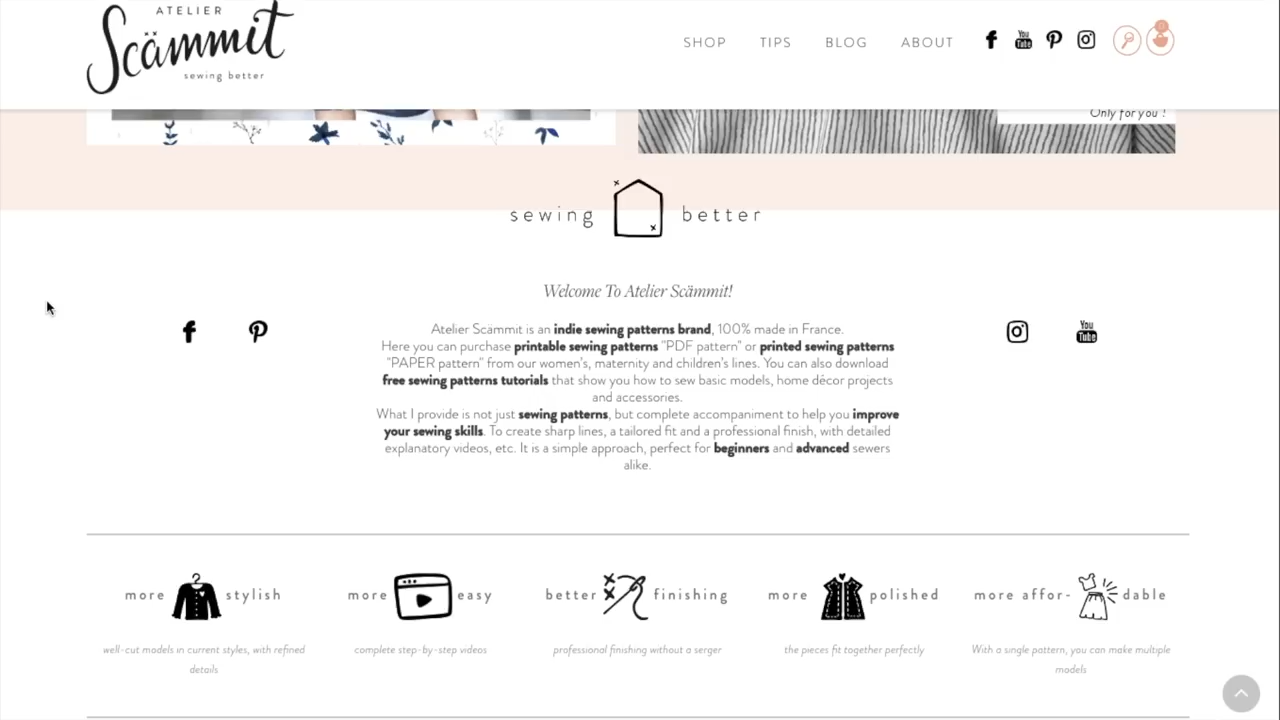 ATELIER
Scämmit
sewing better
SHOP TIPS BLOG ABOUT
You
Tube
Only for you !
sewing better
Welcome To Atelier Scämmit!
Atelier Scämmit is an indie sewing patterns brand, 100% made in France.
Here you can purchase printable sewing patterns "PDF pattern" or printed sewing patterns
"PAPER pattern" from our women's, maternity and children's lines. You can also download
free sewing patterns tutorials that show you how to sew basic models, home décor projects
and accessories.
What I provide is not just sewing patterns, but complete accompaniment to help you improve
your sewing skills. To create sharp lines, a tailored fit and a professional finish, with detailed
explanatory videos, etc. It is a simple approach, perfect for beginners and advanced sewers
alike.
You
Tube
more stylish
well-cut models in current styles, with refined
details
more easy
complete step-by-step videos
better finishing
professional finishing without a serger
more polished
the pieces fit together perfectly
more affor- dable
With a single pattern, you can make multiple
models